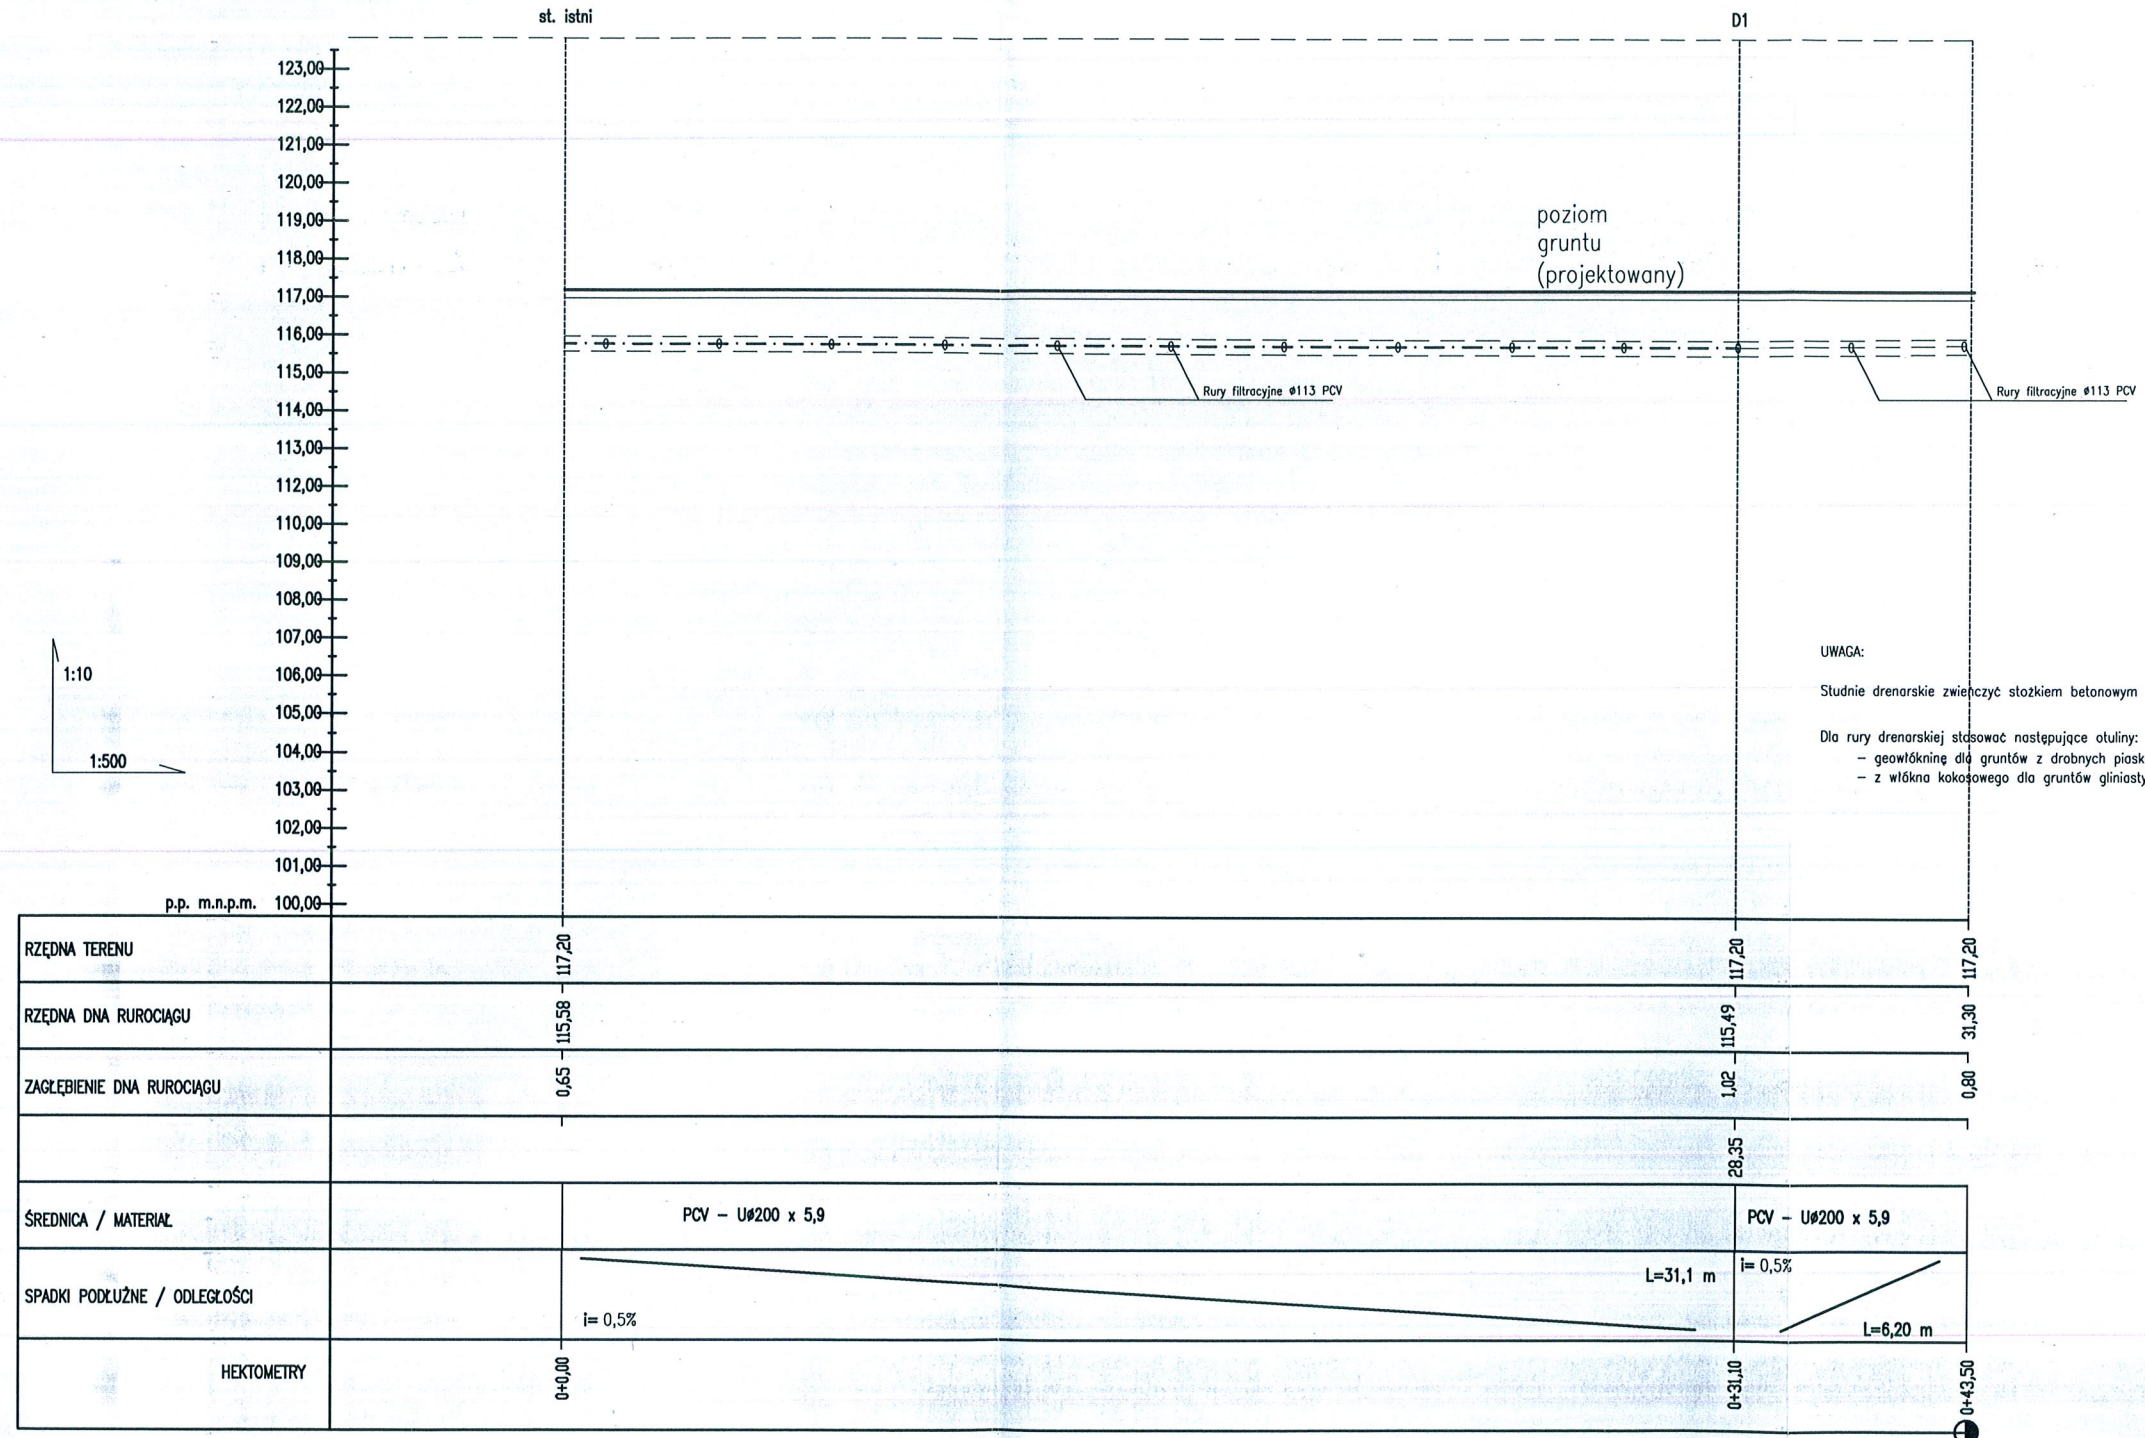 st. istni
D1
123,00
122,00
121,00
120,00
119,00
118,00
117,00
116,00
115,00
114,00
113,00
112,00
110,00
109,00
108,00
107,00
106,00
105,00
104,00
103,00
102,00
101,00
p.p. m.n.p.m. 100,00
poziom
gruntu
(projektowany)
Rury filtracyjne ø113 PCV
Rury filtracyjne ø113 PCV
1:10
1:500
UWAGA:
Studnie drenarskie zwieńczyć stożkiem betonowym
Dla rury drenarskiej stosować następujące otuliny:
– geowłókninę dla gruntów z drobnych piask
– z włókna kokosowego dla gruntów gliniasty
RZĘDNA TERENU
117,20
117,20
117,20
RZĘDNA DNA RUROCIĄGU
115,58
115,49
31,30
ZAGŁĘBIENIE DNA RUROCIĄGU
0,65
1,02
0,80
28,35
ŚREDNICA / MATERIAŁ
PCV – Uø200 x 5,9
PCV – Uø200 x 5,9
SPADKI PODŁUŻNE / ODLEGŁOŚCI
i= 0,5%
L=31,1 m
i= 0,5%
L=6,20 m
HEKTOMETRY
0+0,00
0+31,10
0+43,50